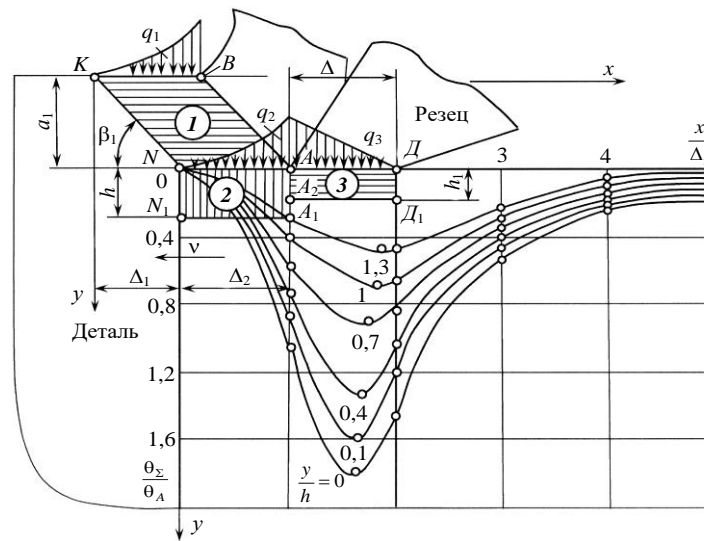 q₁
K
B
Δ
x
a₁
1
q₂
Резец
β₁
q₃
N
A
Д
3
4
x/Δ
0
h
2
A₂
3
h₁
N₁
A₁
Д₁
0,4
ν
1,3
Δ₁
Δ₂
1
y
0,8
0,7
Деталь
1,2
0,4
1,6
0,1
θ_Σ/θ_A
y/h=0
y